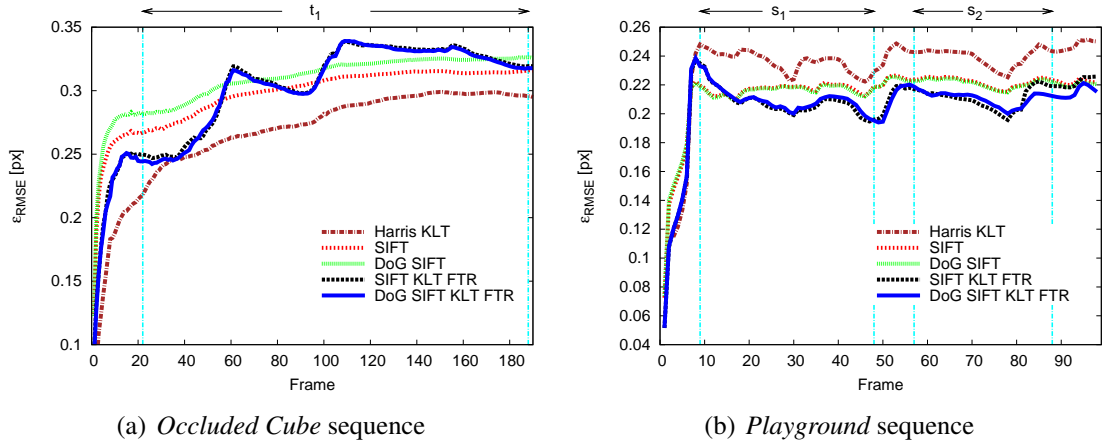 t1
0.35
0.3
0.25
0.2
0.15
0.1
εRMSE [px]
Harris KLT
SIFT
DoG SIFT
SIFT KLT FTR
DoG SIFT KLT FTR
0 20 40 60 80 100 120 140 160 180
Frame
(a) Occluded Cube sequence
s1 s2
0.26
0.24
0.22
0.2
0.18
0.16
0.14
0.12
0.1
0.08
0.06
0.04
εRMSE [px]
Harris KLT
SIFT
DoG SIFT
SIFT KLT FTR
DoG SIFT KLT FTR
0 10 20 30 40 50 60 70 80 90
Frame
(b) Playground sequence